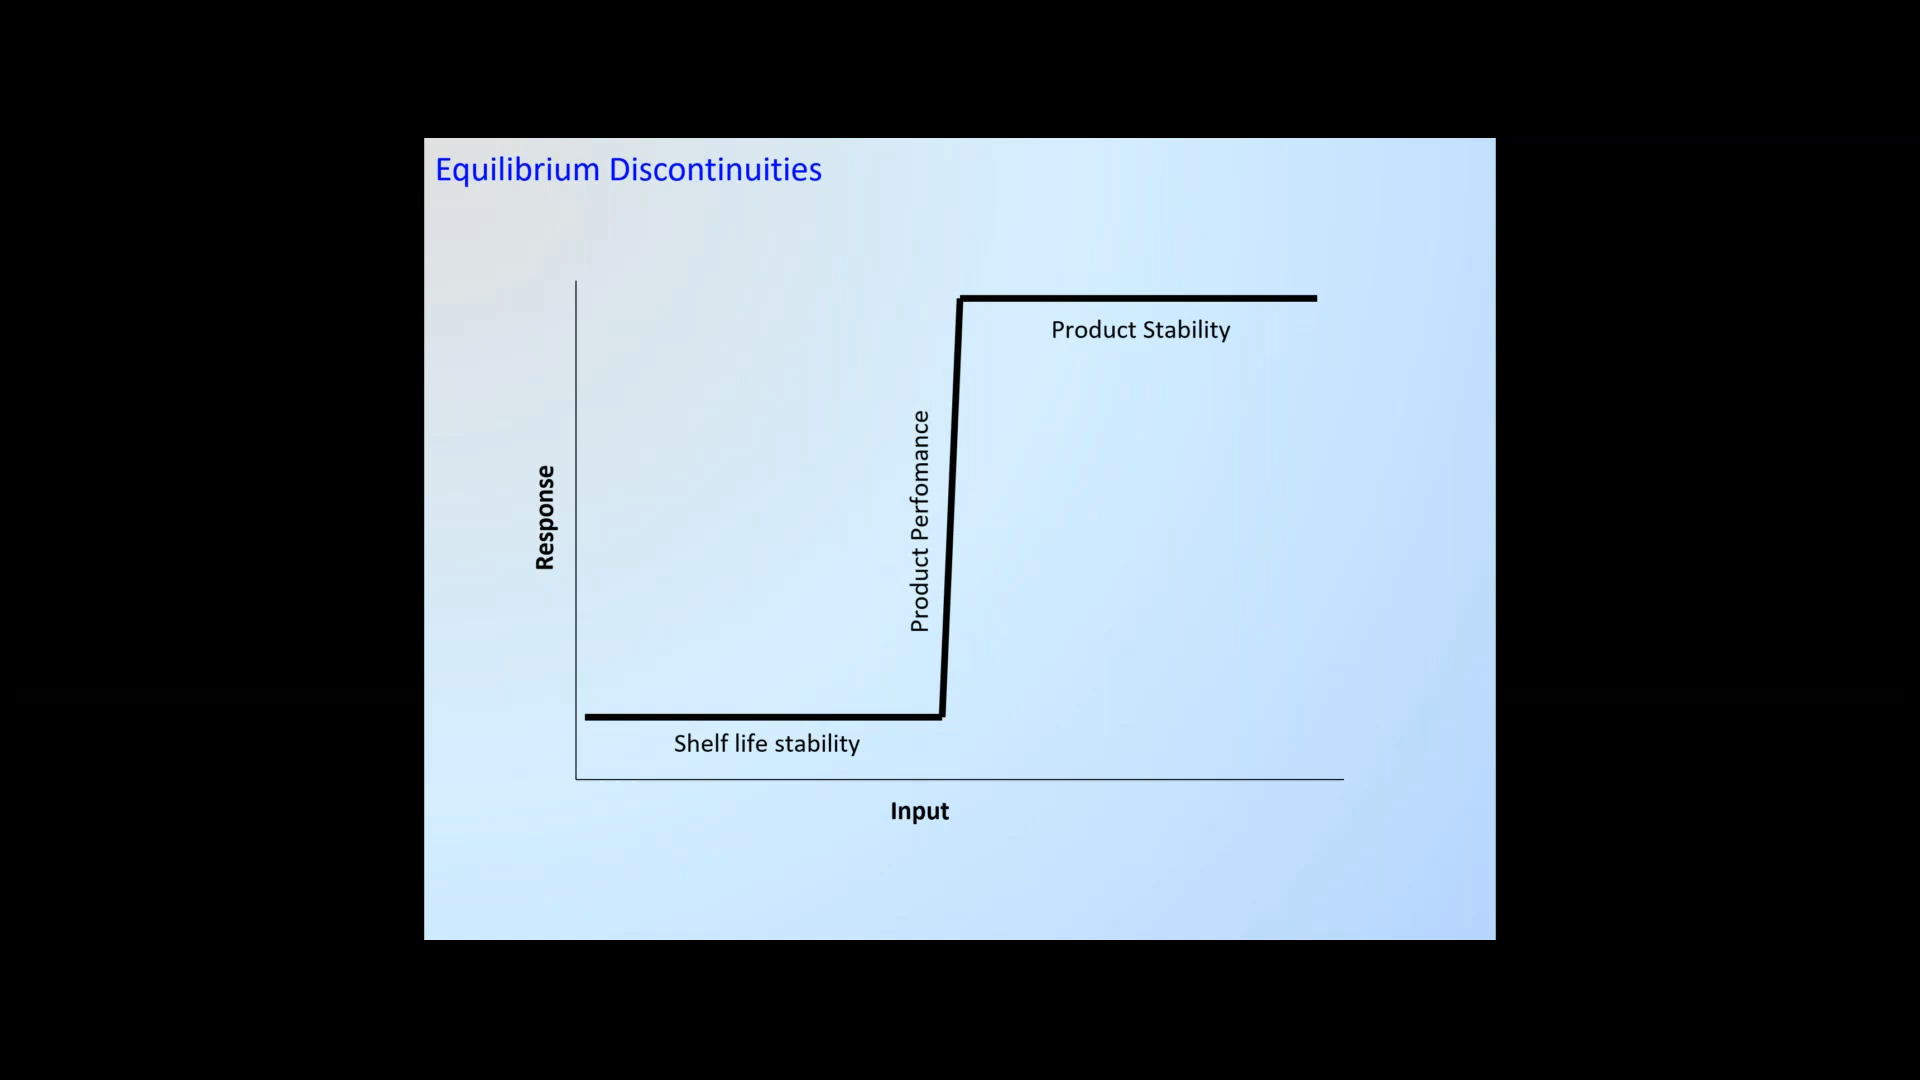 Equilibrium Discontinuities
Product Stability
Product Perfomance
Response
Shelf life stability
Input